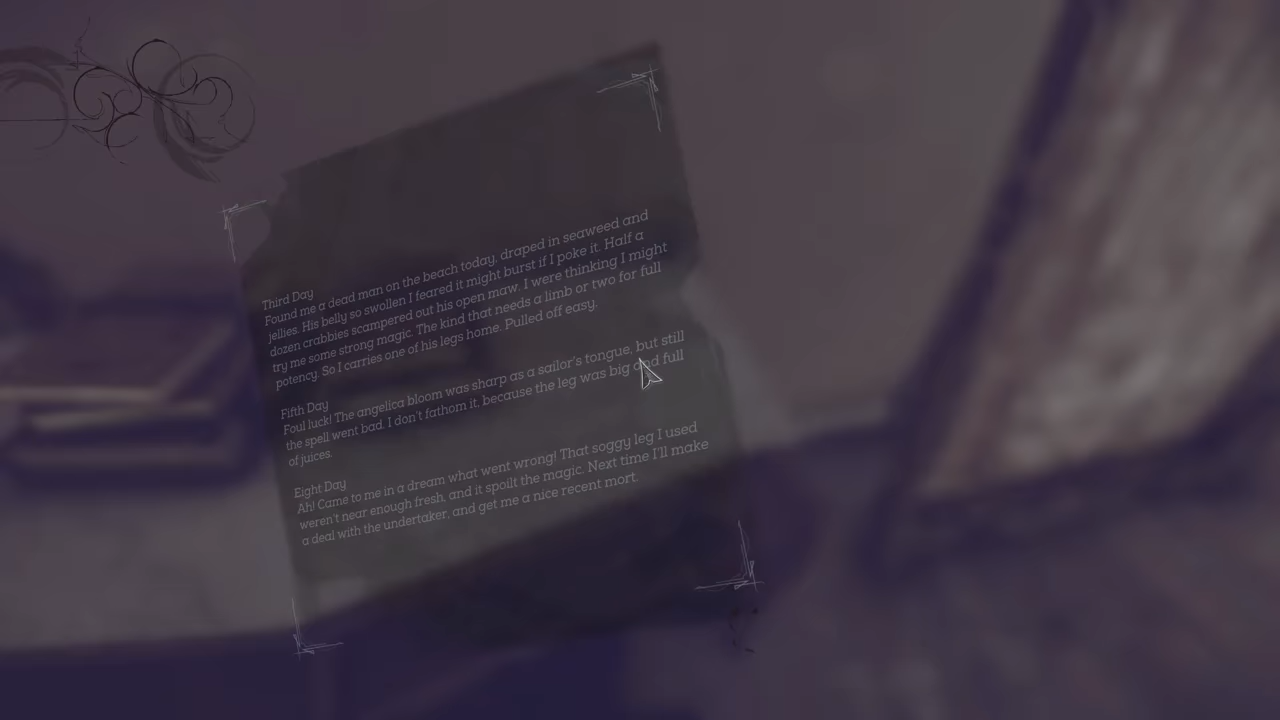 Third Day
Found me a dead man on the beach today, draped in seaweed and
jellies. His belly so swollen I feared it might burst if I poke it. Half a
dozen crabbies scampered out his open maw. I were thinking I might
try me some strong magic. The kind that needs a limb or two for full
potency. So I carries one of his legs home. Pulled off easy.
Fifth Day
Foul luck! The angelica bloom was sharp as a sailor's tongue, but still
the spell went bad. I don't fathom it, because the leg was big and full
of juices.
Eight Day
Ah! Came to me in a dream what went wrong! That soggy leg I used
weren't near enough fresh, and it spoilt the magic. Next time I'll make
a deal with the undertaker, and get me a nice recent mort.